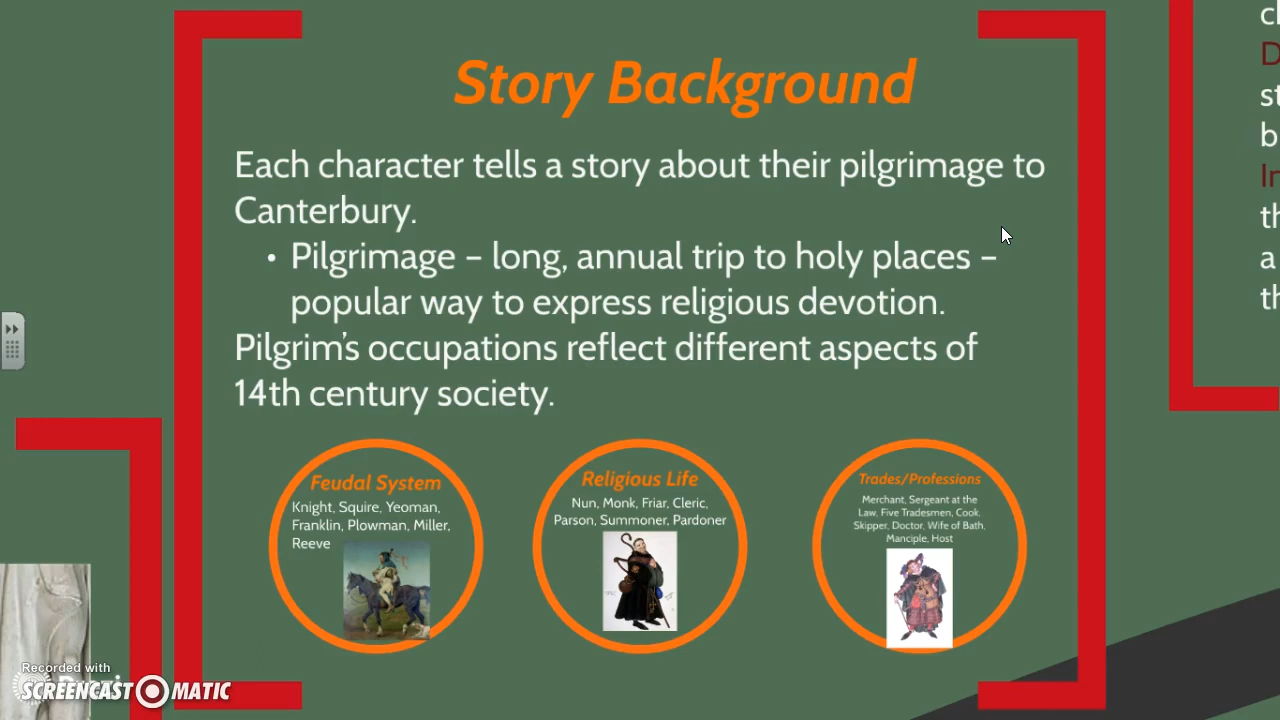 Story Background
Each character tells a story about their pilgrimage to
Canterbury.
• Pilgrimage – long, annual trip to holy places –
popular way to express religious devotion.
Pilgrim's occupations reflect different aspects of
14th century society.
Feudal System
Knight, Squire, Yeoman,
Franklin, Plowman, Miller,
Reeve
Religious Life
Nun, Monk, Friar, Cleric,
Parson, Summoner, Pardoner
Trades/Professions
Merchant, Sergeant at the
Law, Five Tradesmen, Cook,
Skipper, Doctor, Wife of Bath,
Manciple, Host
Recorded with
SCREENCAST MATIC